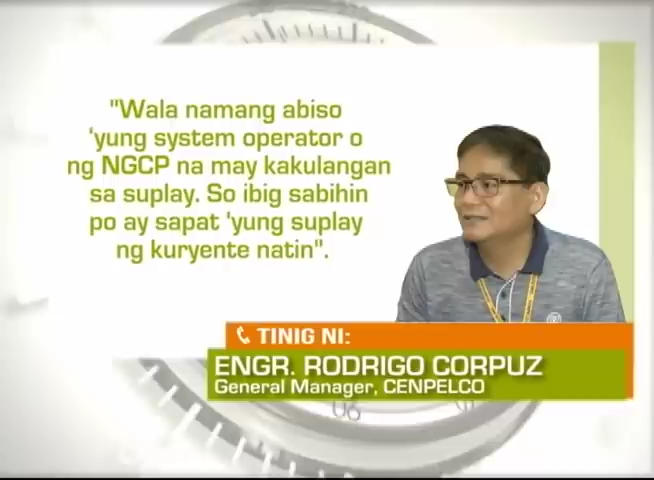 "Wala namang abiso
'yung system operator o
ng NGCP na may kakulangan
sa suplay. So ibig sabihin
po ay sapat 'yung suplay
ng kuryente natin".
TINIG NI:
ENGR. RODRIGO CORPUZ
General Manager, CENPELCO